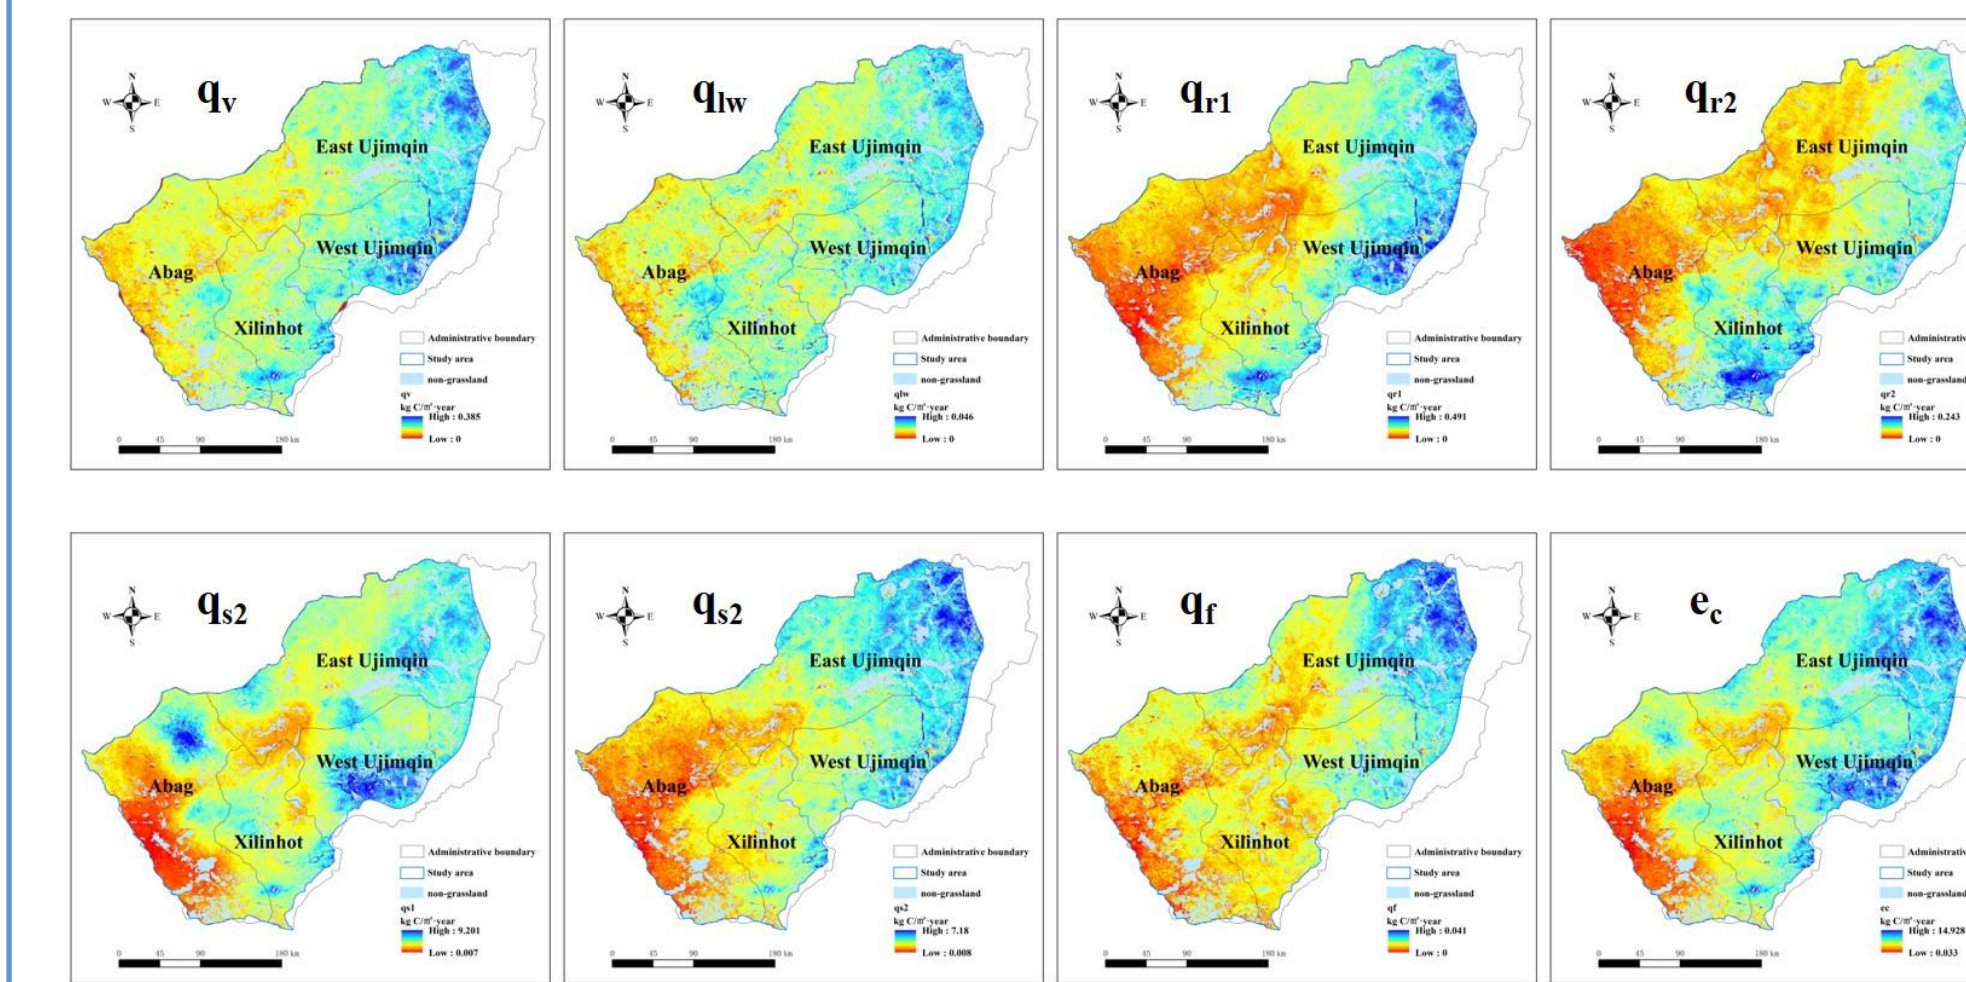 N
W E
S
qv
East Ujimqin
West Ujimqin
Abag
Xilinhot
Administrative boundary
Study area
non-grassland
qv
kg C/㎡·year
High : 0.385
Low : 0
0 45 90 180 km
N
W E
S
qlw
East Ujimqin
West Ujimqin
Abag
Xilinhot
Administrative boundary
Study area
non-grassland
qlw
kg C/㎡·year
High : 0.046
Low : 0
0 45 90 180 km
N
W E
S
qr1
East Ujimqin
West Ujimqin
Abag
Xilinhot
Administrative boundary
Study area
non-grassland
qr1
kg C/㎡·year
High : 0.491
Low : 0
0 45 90 180 km
N
W E
S
qr2
East Ujimqin
West Ujimqin
Abag
Xilinhot
Administrativ
Study area
non-grassland
qr2
kg C/㎡·year
High : 0.243
Low : 0
0 45 90 180 km
N
W E
S
qs2
East Ujimqin
West Ujimqin
Abag
Xilinhot
Administrative boundary
Study area
non-grassland
qs1
kg C/㎡·year
High : 9.201
Low : 0.007
0 45 90 180 km
N
W E
S
qs2
East Ujimqin
West Ujimqin
Abag
Xilinhot
Administrative boundary
Study area
non-grassland
qs2
kg C/㎡·year
High : 7.18
Low : 0.008
0 45 90 180 km
N
W E
S
qf
East Ujimqin
West Ujimqin
Abag
Xilinhot
Administrative boundary
Study area
non-grassland
qf
kg C/㎡·year
High : 0.041
Low : 0
0 45 90 180 km
N
W E
S
ec
East Ujimqin
West Ujimqin
Abag
Xilinhot
Administrativ
Study area
non-grassland
ec
kg C/㎡·year
High : 14.928
Low : 0.033
0 45 90 180 km